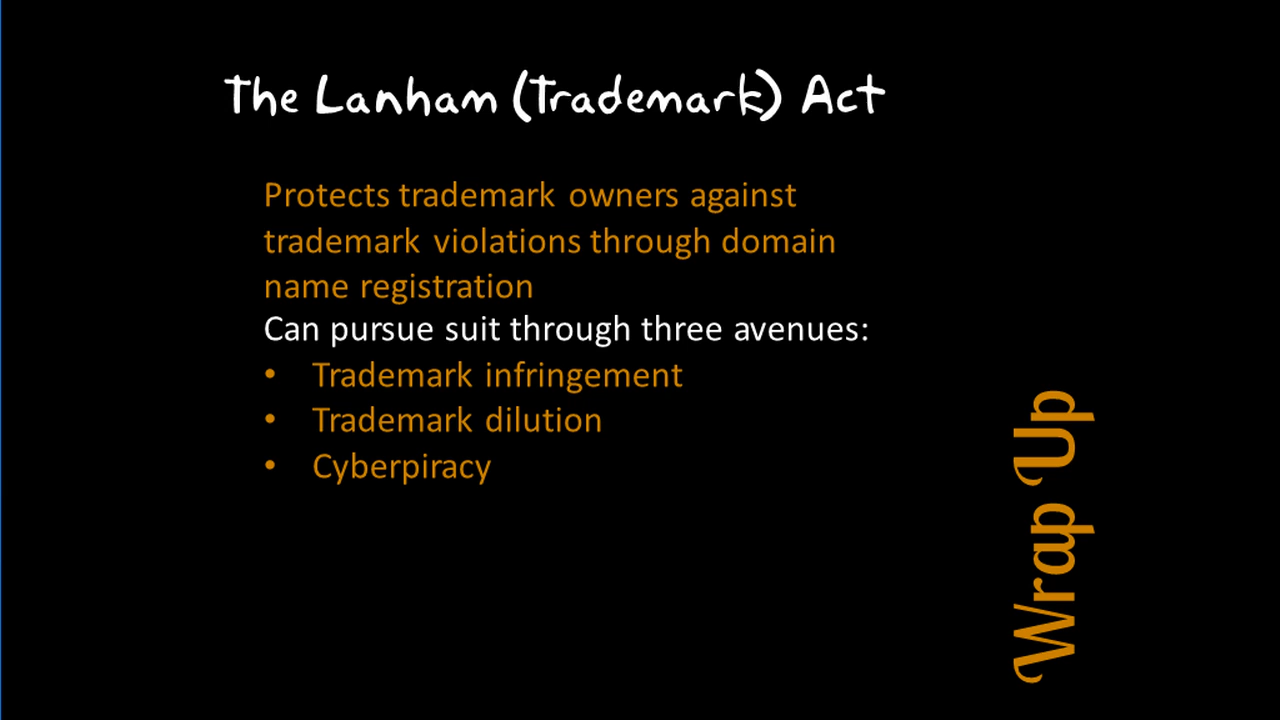 The Lanham (Trademark) Act
Protects trademark owners against
trademark violations through domain
name registration
Can pursue suit through three avenues:
• Trademark infringement
• Trademark dilution
• Cyberpiracy
Wrap Up